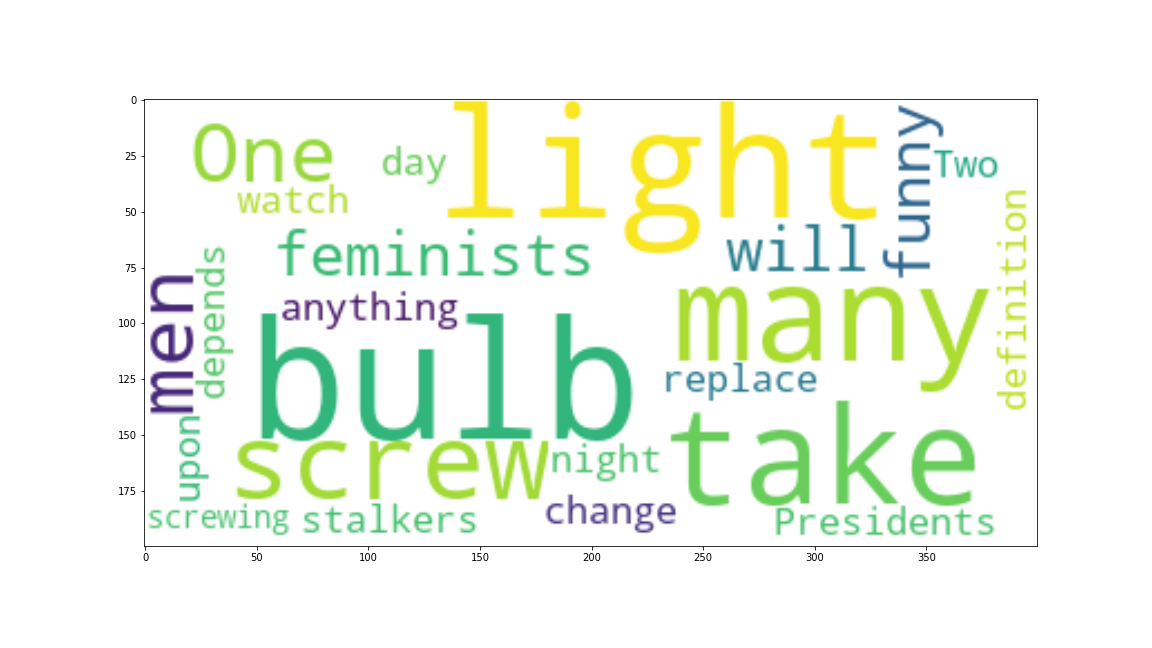 0
25
50
75
100
125
150
175
0 50 100 150 200 250 300 350
light
One
day
funny
Two
watch
definition
feminists
will
depends
men
anything
many
bulb
replace
take
upon
screw
night
change
screwing
stalkers
Presidents